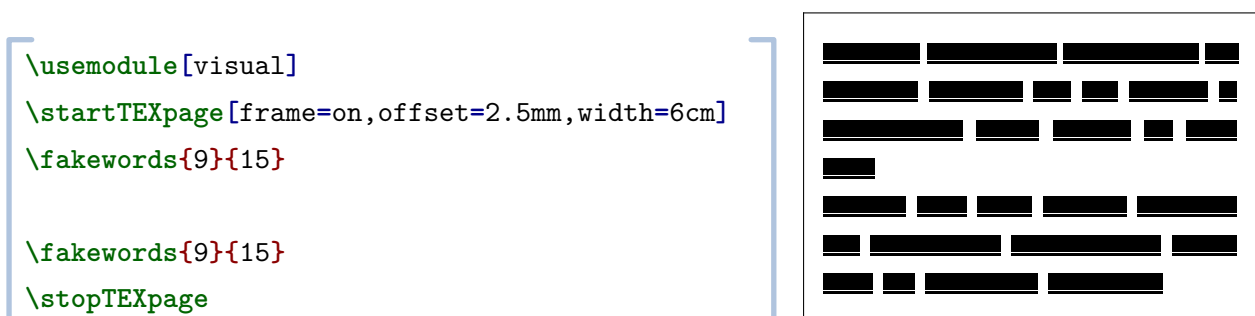 \usemodule[visual]
\startTEXpage[frame=on,offset=2.5mm,width=6cm]
\fakewords{9}{15}
\fakewords{9}{15}
\stopTEXpage